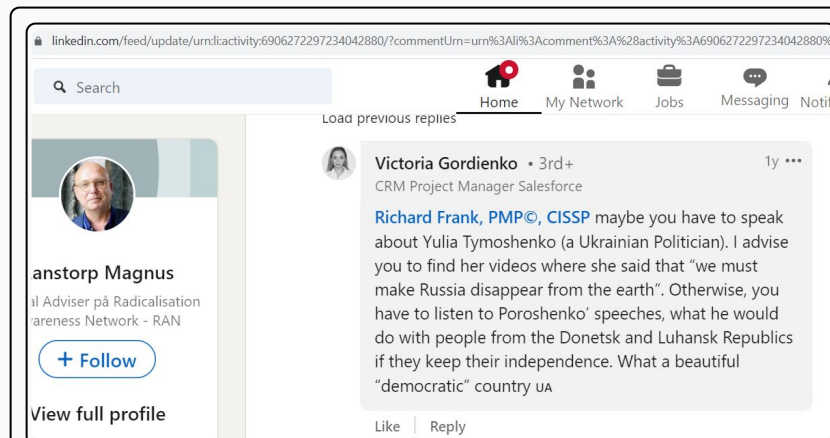 linkedin.com/feed/update/urn:li:activity:6906272297234042880/?commentUrn=urn%3Ali%3Acomment%3A%28activity%3A6906272297234042880%
Search
Home
My Network
Jobs
Messaging
Notif
Load previous replies
Victoria Gordienko • 3rd+
1y •••
CRM Project Manager Salesforce
Richard Frank, PMP©, CISSP maybe you have to speak
about Yulia Tymoshenko (a Ukrainian Politician). I advise
you to find her videos where she said that “we must
make Russia disappear from the earth”. Otherwise, you
have to listen to Poroshenko’ speeches, what he would
do with people from the Donetsk and Luhansk Republics
if they keep their independence. What a beautiful
“democratic” country ᴜᴀ
Like
Reply
anstorp Magnus
al Adviser på Radicalisation
areness Network - RAN
+ Follow
View full profile